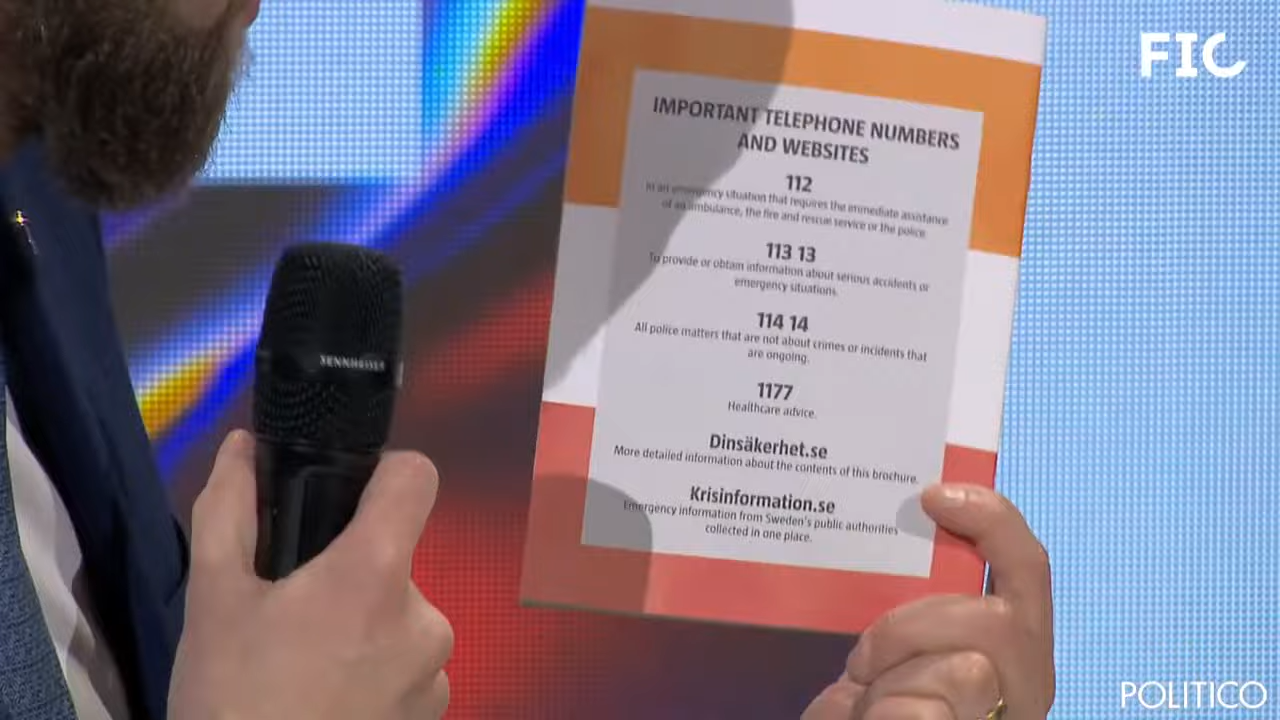 FIC
IMPORTANT TELEPHONE NUMBERS
AND WEBSITES
112
In an emergency situation that requires the immediate assistance
of an ambulance, the fire and rescue service or the police.
113 13
To provide or obtain information about serious accidents or
emergency situations.
114 14
All police matters that are not about crimes or incidents that
are ongoing.
1177
Healthcare advice.
Dinsäkerhet.se
More detailed information about the contents of this brochure.
Krisinformation.se
Emergency information from Sweden's public authorities
collected in one place.
SENNHEISER
POLITICO